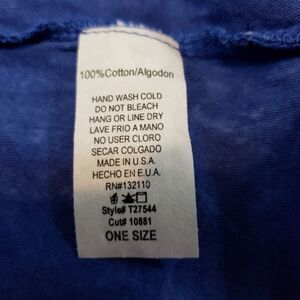 100%Cotton/Algodon
HAND WASH COLD
DO NOT BLEACH
HANG OR LINE DRY
LAVE FRIO A MANO
NO USER CLORO
SECAR COLGADO
MADE IN U.S.A.
HECHO EN E.U.A.
RN#132110
Style# T27544
Cut# 10881
ONE SIZE